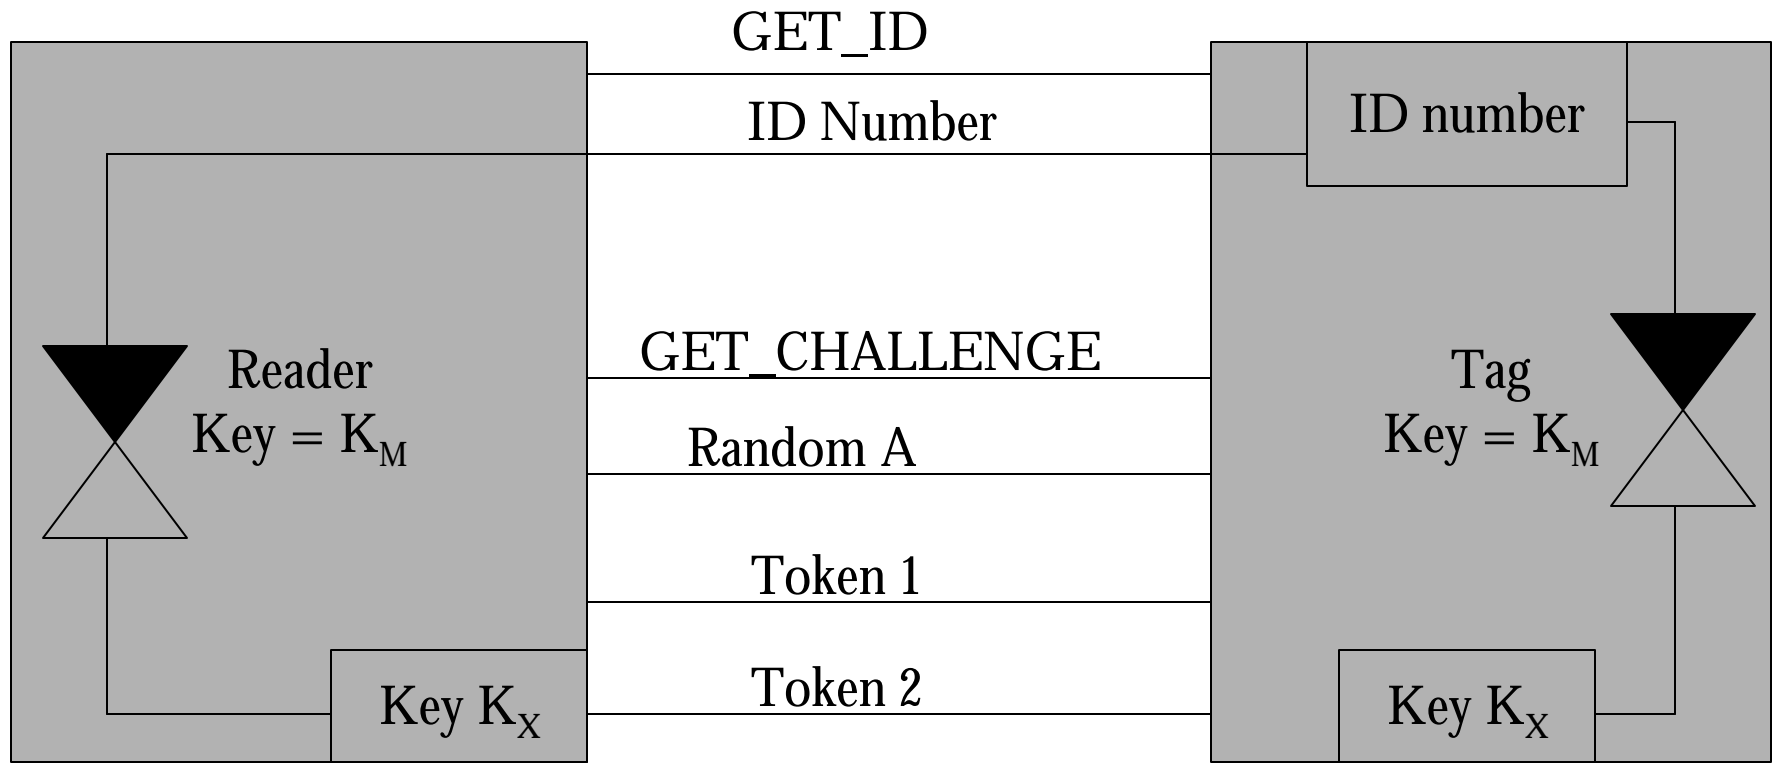 GET_ID
ID Number
ID number
GET_CHALLENGE
Reader
Key = K_M
Tag
Key = K_M
Random A
Token 1
Token 2
Key K_X
Key K_X